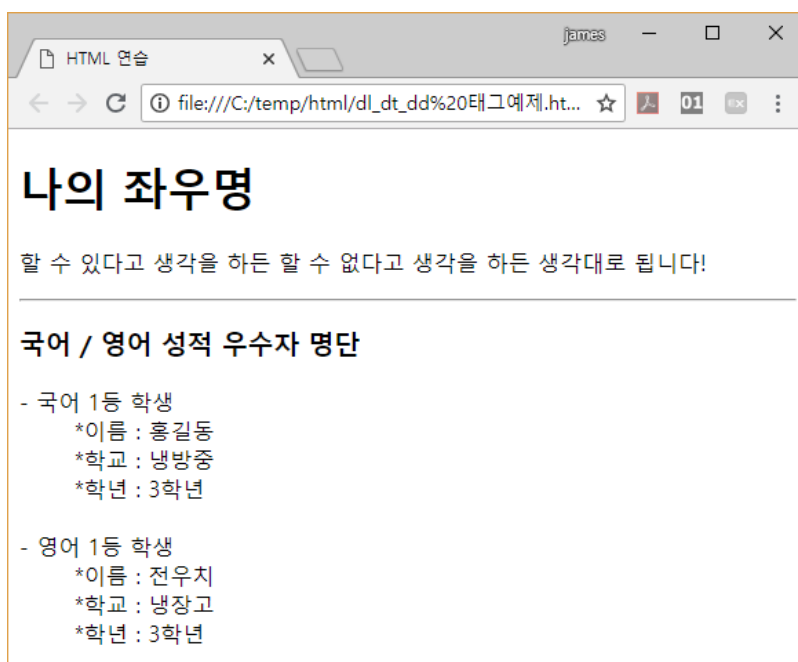 james
HTML 연습
file:///C:/temp/html/dl_dt_dd%20태그예제.ht...
01
EX
나의 좌우명
할 수 있다고 생각을 하든 할 수 없다고 생각을 하든 생각대로 됩니다!
국어 / 영어 성적 우수자 명단
- 국어 1등 학생
*이름 : 홍길동
*학교 : 냉방중
*학년 : 3학년
- 영어 1등 학생
*이름 : 전우치
*학교 : 냉장고
*학년 : 3학년